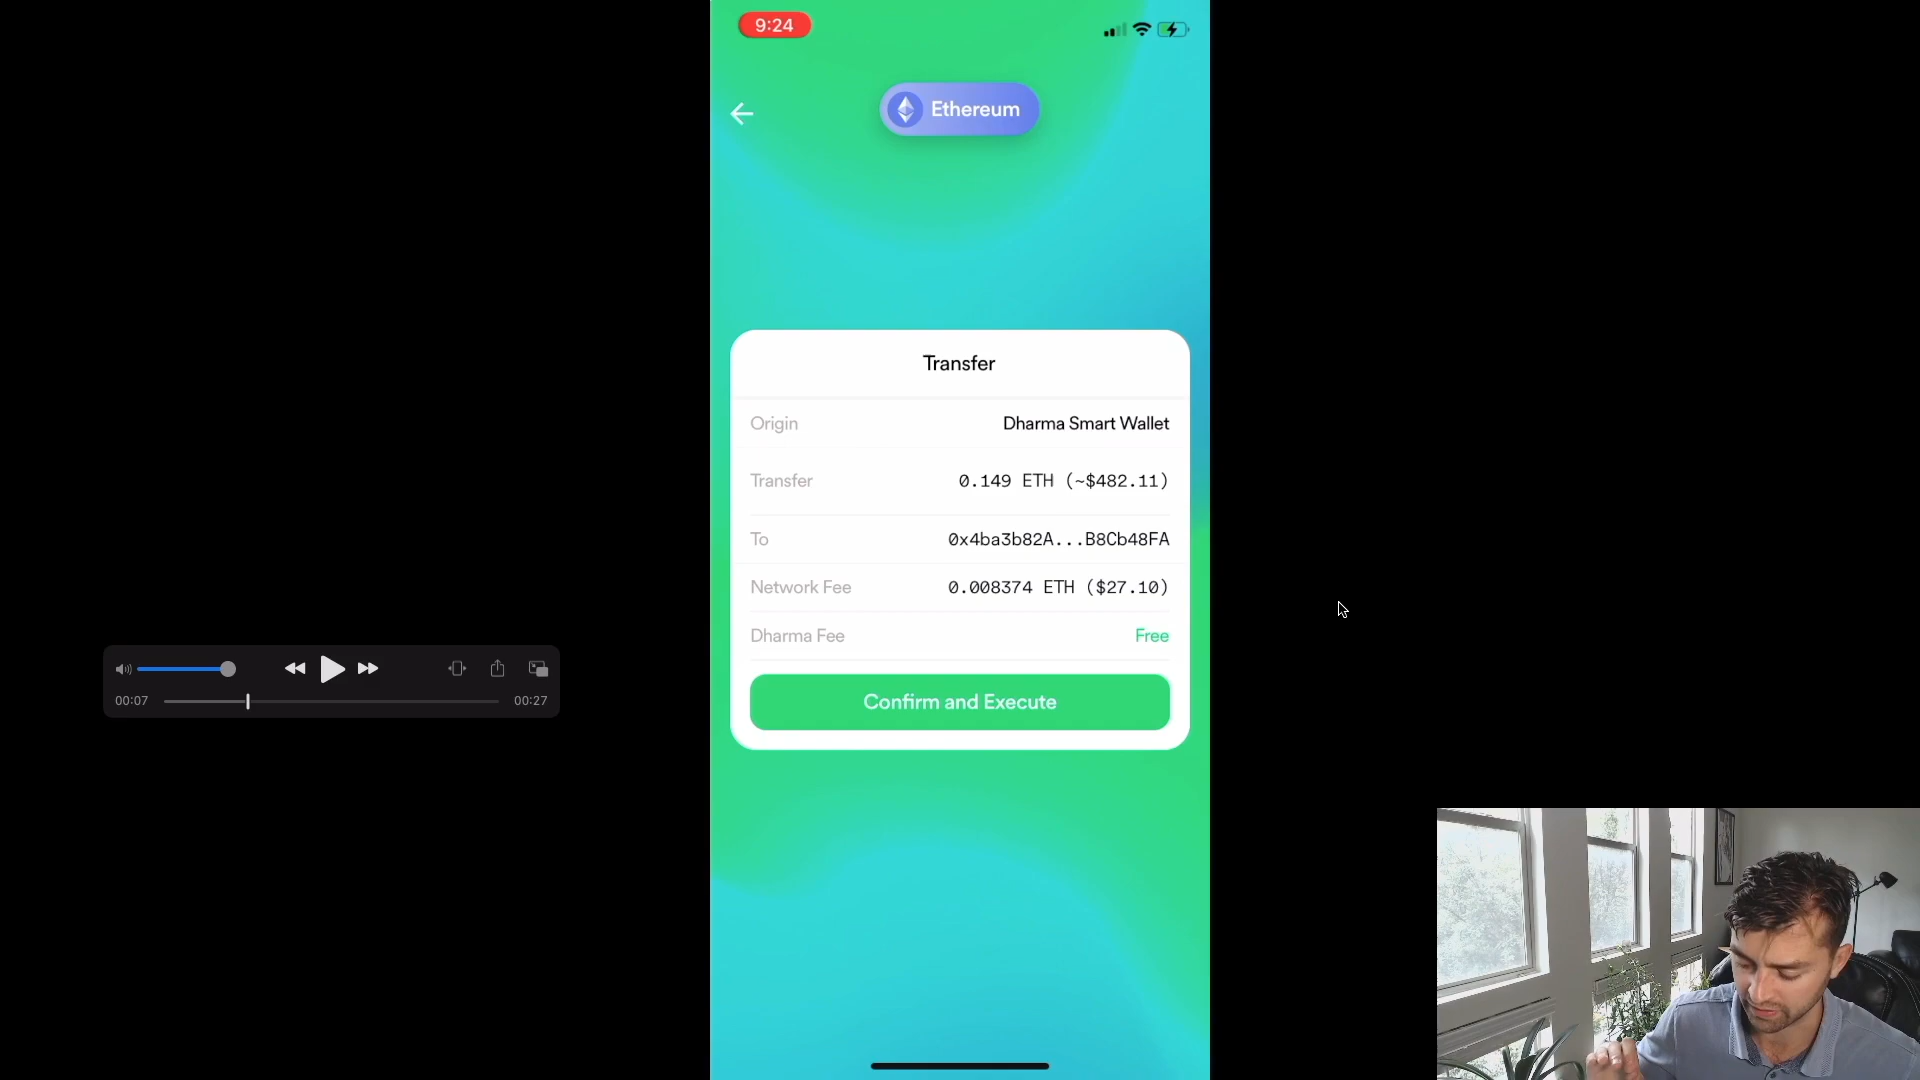 9:24
Ethereum
Transfer
Origin Dharma Smart Wallet
Transfer 0.149 ETH (~$482.11)
To 0x4ba3b82A...B8Cb48FA
Network Fee 0.008374 ETH ($27.10)
Dharma Fee Free
Confirm and Execute
00:07 00:27